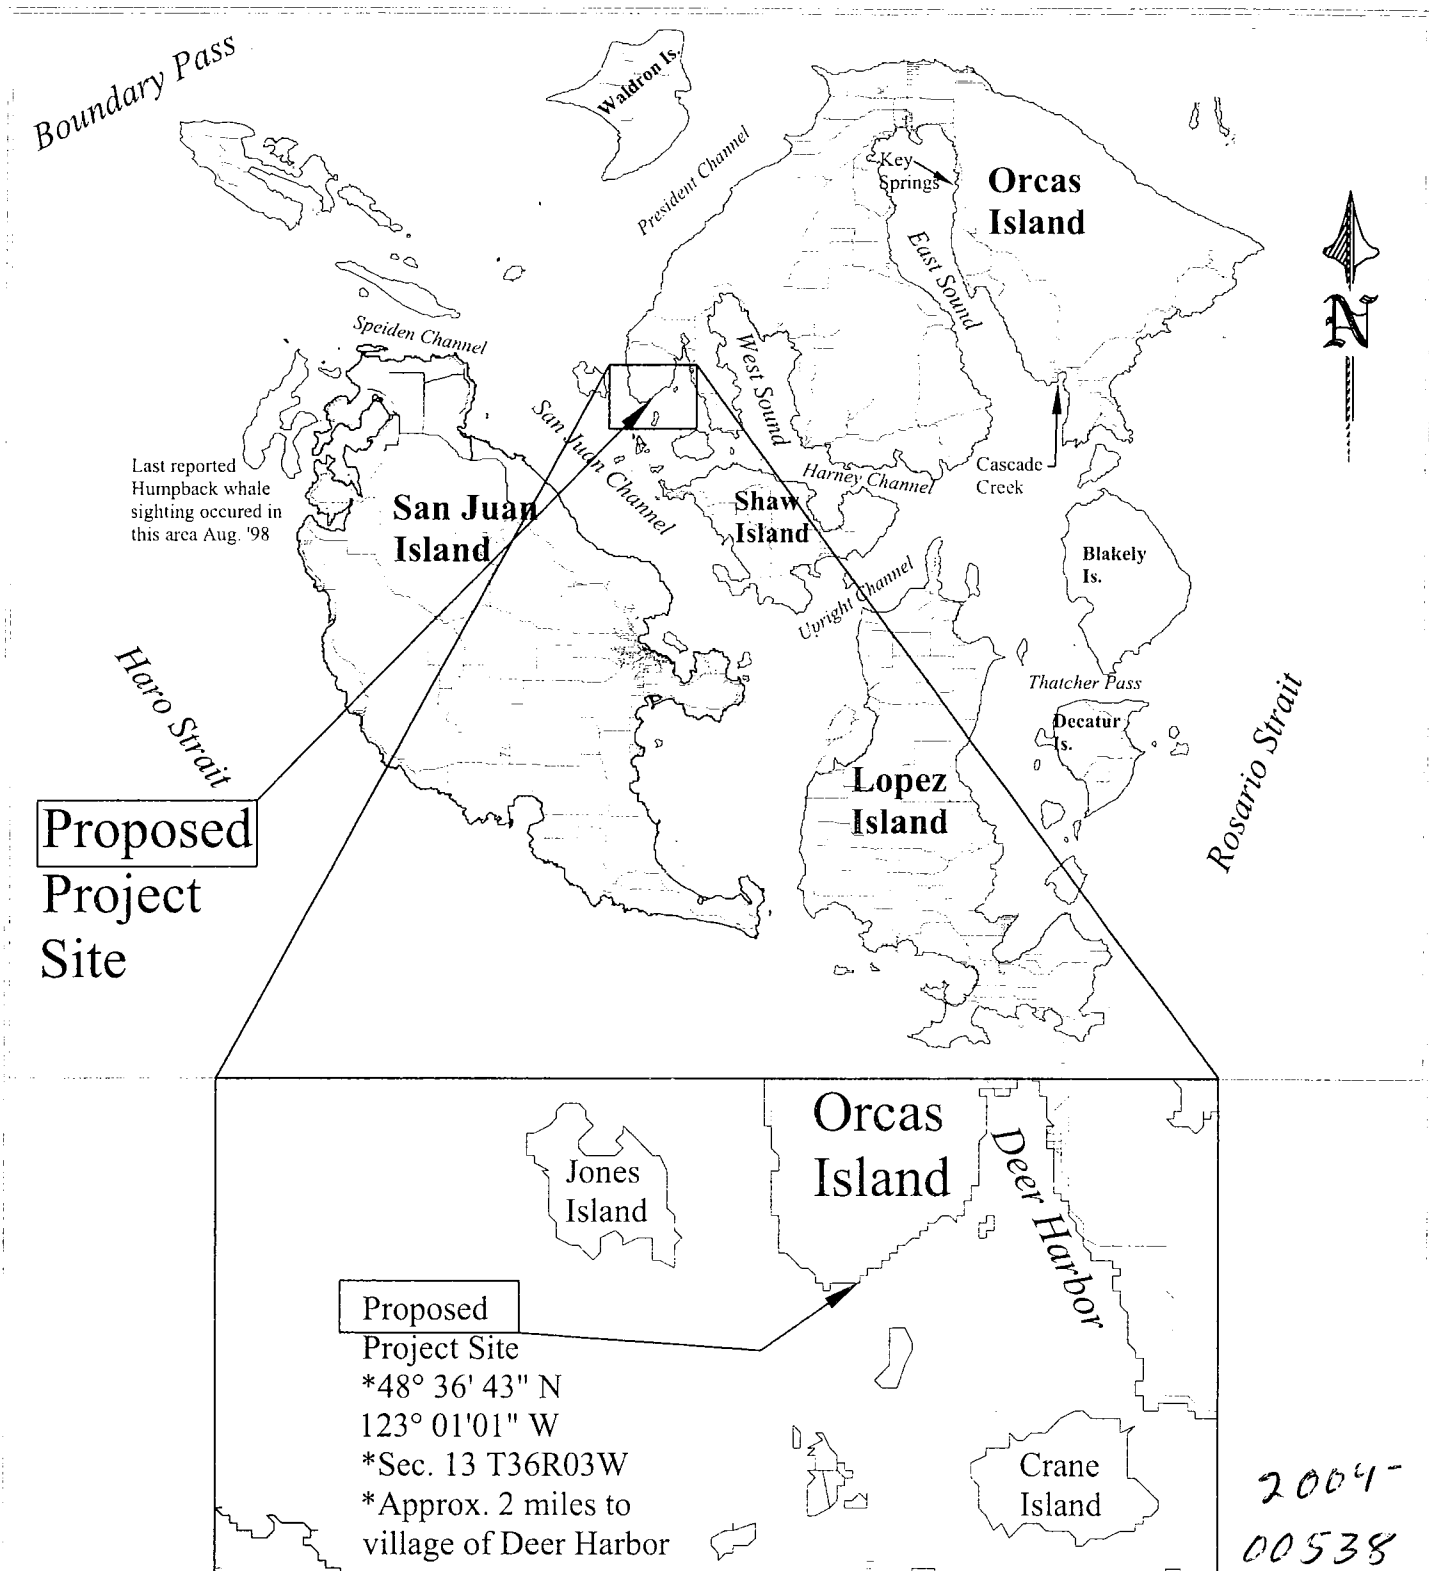 Boundary Pass
Waldron Is.
President Channel
Key
Springs
Orcas
Island
East Sound
N
Speiden Channel
West Sound
San Juan Channel
Last reported
Humpback whale
sighting occured in
this area Aug. '98
San Juan
Island
Harney Channel
Cascade
Creek
Shaw
Island
Blakely
Is.
Upright Channel
Haro Strait
Thatcher Pass
Decatur
Is.
Rosario Strait
Lopez
Island
Proposed
Project
Site
Orcas
Island
Deer Harbor
Jones
Island
Proposed
Project Site
*48° 36' 43" N
123° 01'01" W
*Sec. 13 T36R03W
*Approx. 2 miles to
village of Deer Harbor
Crane
Island
2004-
00538